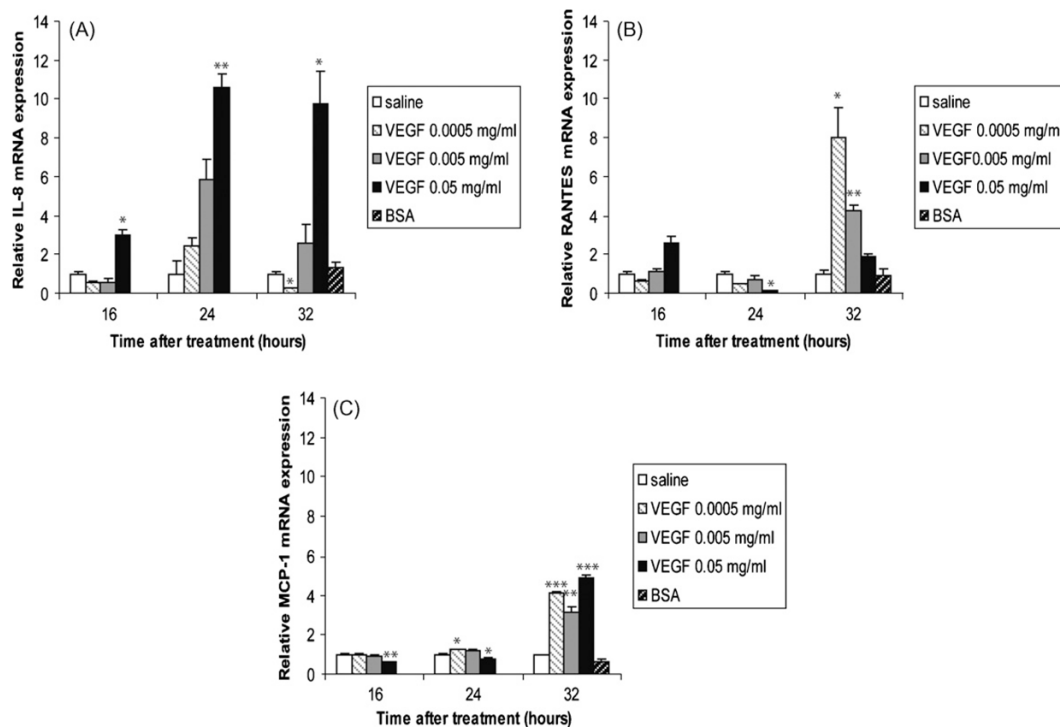 (A)
Relative IL-8 mRNA expression
14
12
10
8
6
4
2
0
*
**
*
*
16
24
32
Time after treatment (hours)
saline
VEGF 0.0005 mg/ml
VEGF 0.005 mg/ml
VEGF 0.05 mg/ml
BSA
(B)
Relative RANTES mRNA expression
14
12
10
8
6
4
2
0
*
*
**
16
24
32
Time after treatment (hours)
saline
VEGF 0.0005 mg/m
VEGF0.005 mg/ml
VEGF 0.05 mg/ml
BSA
(C)
Relative MCP-1 mRNA expression
14
12
10
8
6
4
2
0
**
*
*
***
**
***
16
24
32
Time after treatment (hours)
saline
VEGF 0.0005 mg/ml
VEGF 0.005 mg/ml
VEGF 0.05 mg/ml
BSA